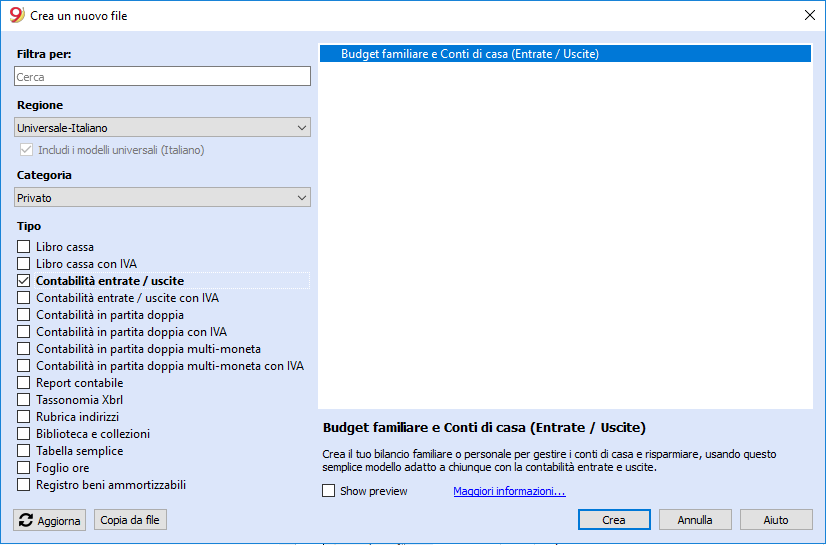 9 Crea un nuovo file
Filtra per:
Cerca
Regione
Universale-Italiano
Includi i modelli universali (Italiano)
Categoria
Privato
Tipo
Libro cassa
Libro cassa con IVA
Contabilità entrate / uscite
Contabilità entrate / uscite con IVA
Contabilità in partita doppia
Contabilità in partita doppia con IVA
Contabilità in partita doppia multi-moneta
Contabilità in partita doppia multi-moneta con IVA
Report contabile
Tassonomia Xbrl
Rubrica indirizzi
Biblioteca e collezioni
Tabella semplice
Foglio ore
Registro beni ammortizzabili
Aggiorna
Copia da file
Budget familiare e Conti di casa (Entrate / Uscite)
Budget familiare e Conti di casa (Entrate / Uscite)
Crea il tuo bilancio familiare o personale per gestire i conti di casa e risparmiare, usando questo
semplice modello adatto a chiunque con la contabilità entrate e uscite.
Show preview
Maggiori informazioni...
Crea
Annulla
Aiuto